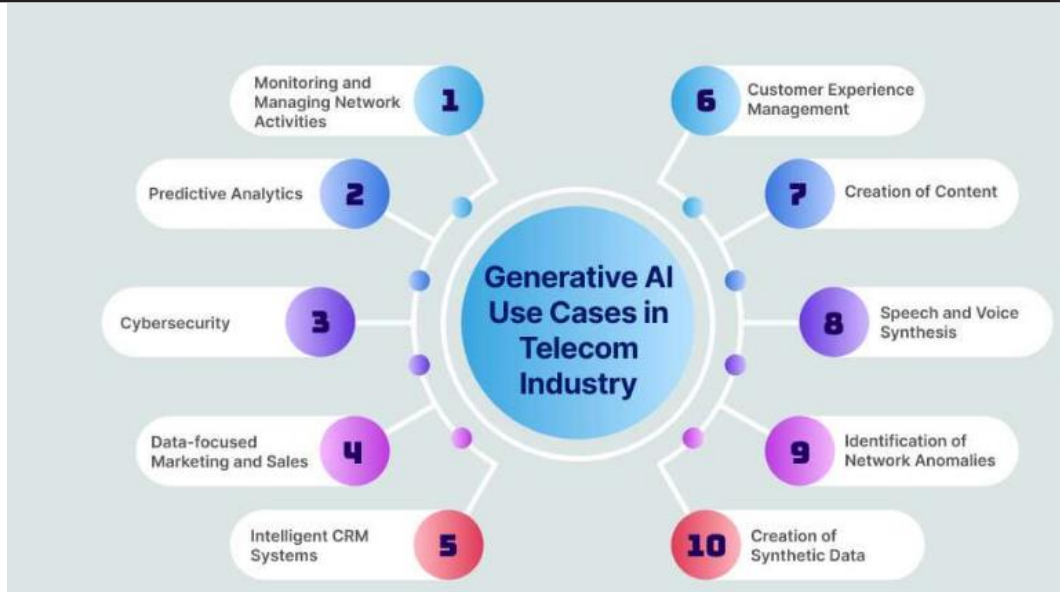 Generative AI
Use Cases in
Telecom
Industry
1
Monitoring and
Managing Network
Activities
2
Predictive Analytics
3
Cybersecurity
4
Data-focused
Marketing and Sales
5
Intelligent CRM
Systems
6
Customer Experience
Management
7
Creation of Content
8
Speech and Voice
Synthesis
9
Identification of
Network Anomalies
10
Creation of
Synthetic Data